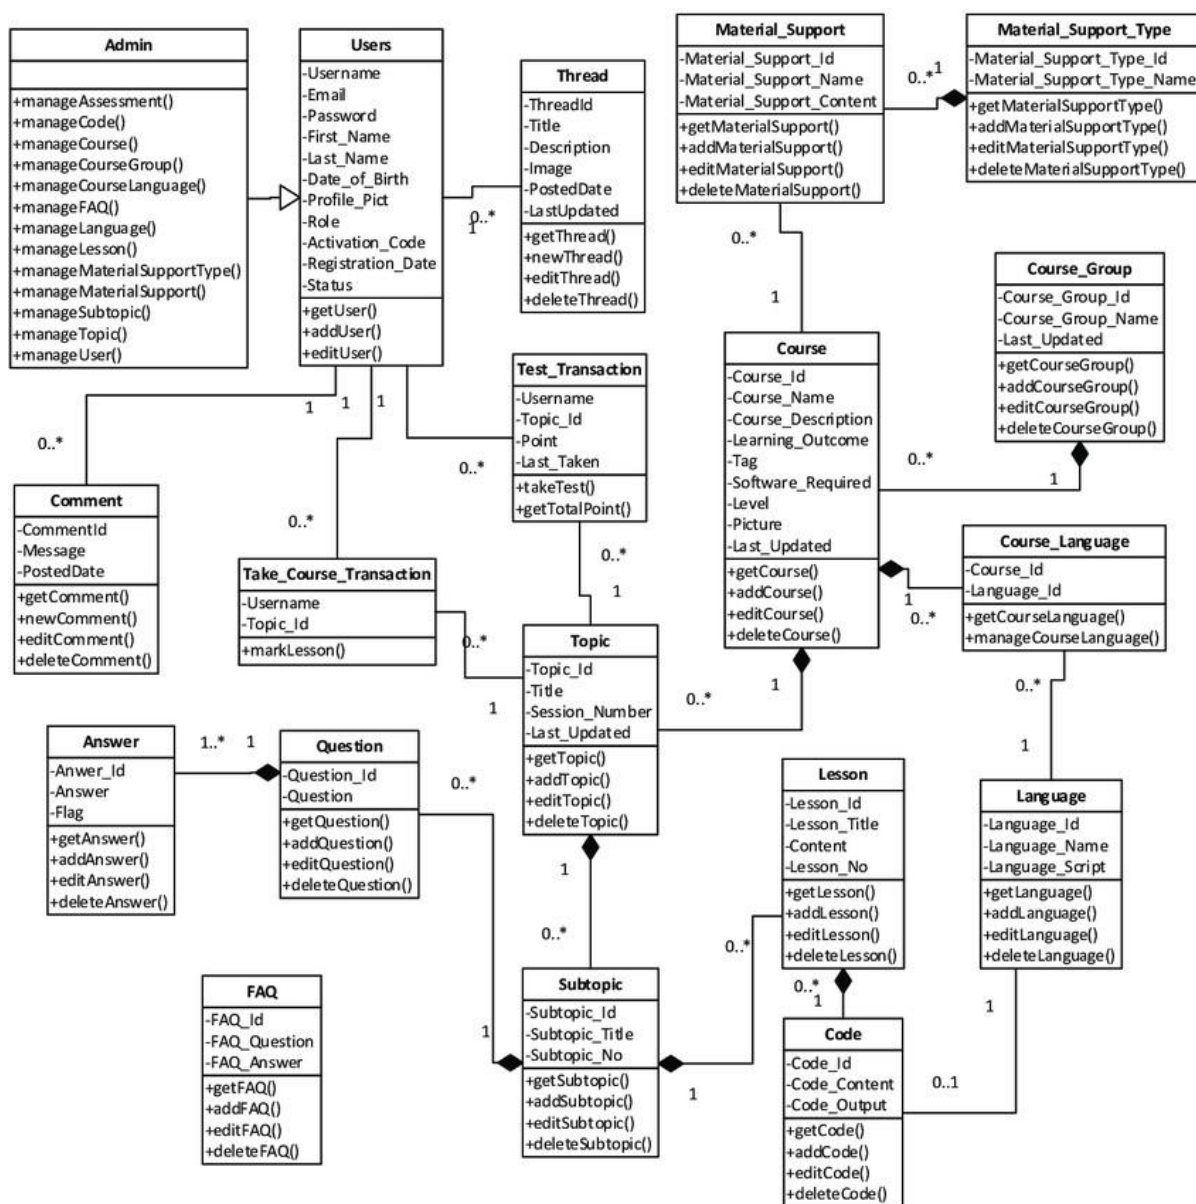 Admin
+manageAssessment()
+manageCode()
+manageCourse()
+manageCourseGroup()
+manageCourseLanguage()
+manageFAQ()
+manageLanguage()
+manageLesson()
+manageMaterialSupportType()
+manageMaterialSupport()
+manageSubtopic()
+manageTopic()
+manageUser()
Users
-Username
-Email
-Password
-First_Name
-Last_Name
-Date_of_Birth
-Profile_Pict
-Role
-Activation_Code
-Registration_Date
-Status
+getUser()
+addUser()
+editUser()
0..*
1
Thread
-ThreadId
-Title
-Description
-Image
-PostedDate
-LastUpdated
+getThread()
+newThread()
+editThread()
+deleteThread()
Material_Support
-Material_Support_Id
-Material_Support_Name
-Material_Support_Content
+getMaterialSupport()
+addMaterialSupport()
+editMaterialSupport()
+deleteMaterialSupport()
0..*
1
Material_Support_Type
-Material_Support_Type_Id
-Material_Support_Type_Name
+getMaterialSupportType()
+addMaterialSupportType()
+editMaterialSupportType()
+deleteMaterialSupportType()
0..*
1
Course_Group
-Course_Group_Id
-Course_Group_Name
-Last_Updated
+getCourseGroup()
+addCourseGroup()
+editCourseGroup()
+deleteCourseGroup()
Course
-Course_Id
-Course_Name
-Course_Description
-Learning_Outcome
-Tag
-Software_Required
-Level
-Picture
-Last_Updated
+getCourse()
+addCourse()
+editCourse()
+deleteCourse()
0..*
1
1
0..*
Test_Transaction
-Username
-Topic_Id
-Point
-Last_Taken
+takeTest()
+getTotalPoint()
1
1
1
1
0..*
0..*
0..*
0..*
1
Comment
-CommentId
-Message
-PostedDate
+getComment()
+newComment()
+editComment()
+deleteComment()
Take_Course_Transaction
-Username
-Topic_Id
+markLesson()
0..*
1
Course_Language
-Course_Id
-Language_Id
+getCourseLanguage()
+manageCourseLanguage()
0..*
1
Topic
-Topic_Id
-Title
-Session_Number
-Last_Updated
+getTopic()
+addTopic()
+editTopic()
+deleteTopic()
0..*
1
1
0..*
Answer
-Anwer_Id
-Answer
-Flag
+getAnswer()
+addAnswer()
+editAnswer()
+deleteAnswer()
1..*
1
Question
-Question_Id
-Question
+getQuestion()
+addQuestion()
+editQuestion()
+deleteQuestion()
0..*
1
Lesson
-Lesson_Id
-Lesson_Title
-Content
-Lesson_No
+getLesson()
+addLesson()
+editLesson()
+deleteLesson()
0..*
1
0..*
1
Language
-Language_Id
-Language_Name
-Language_Script
+getLanguage()
+addLanguage()
+editLanguage()
+deleteLanguage()
1
0..1
FAQ
-FAQ_Id
-FAQ_Question
-FAQ_Answer
+getFAQ()
+addFAQ()
+editFAQ()
+deleteFAQ()
Subtopic
-Subtopic_Id
-Subtopic_Title
-Subtopic_No
+getSubtopic()
+addSubtopic()
+editSubtopic()
+deleteSubtopic()
Code
-Code_Id
-Code_Content
-Code_Output
+getCode()
+addCode()
+editCode()
+deleteCode()